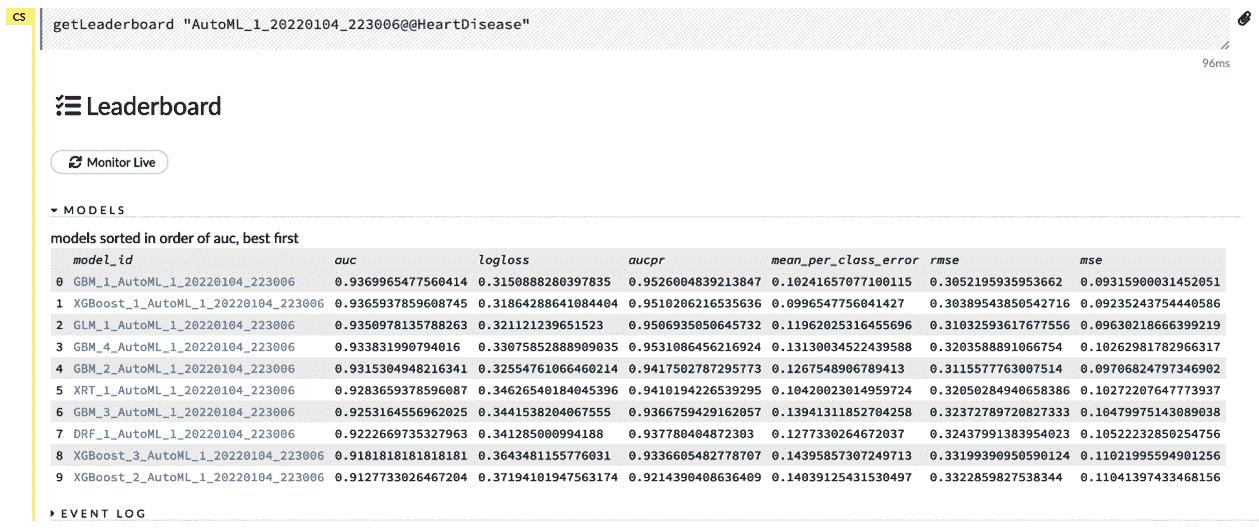 CS
getLeaderboard "AutoML_1_20220104_223006@@HeartDisease"
96ms
Leaderboard
Monitor Live
MODELS
models sorted in order of auc, best first
model_id auc logloss aucpr mean_per_class_error rmse mse
0 GBM_1_AutoML_1_20220104_223006 0.9369965477560414 0.3150888280397835 0.9526004839213847 0.10241657077100115 0.3052195935953662 0.09315900031452051
1 XGBoost_1_AutoML_1_20220104_223006 0.9365937859608745 0.31864288641084404 0.9510206216535636 0.0996547756041427 0.30389543850542716 0.09235243754440586
2 GLM_1_AutoML_1_20220104_223006 0.9350978135788263 0.321121239651523 0.9506935050645732 0.11962025316455696 0.31032593617677556 0.09630218666399219
3 GBM_4_AutoML_1_20220104_223006 0.933831990794016 0.33075852888909035 0.9531086456216924 0.13130034522439588 0.3203588891066754 0.10262981782966317
4 GBM_2_AutoML_1_20220104_223006 0.9315304948216341 0.32554761066460214 0.9417502787295773 0.1267548906789413 0.3115577763007514 0.09706824797346902
5 XRT_1_AutoML_1_20220104_223006 0.9283659378596087 0.34626540184045396 0.9410194226539295 0.10420023014959724 0.32050284940658386 0.10272207647773937
6 GBM_3_AutoML_1_20220104_223006 0.9253164556962025 0.3441538204067555 0.9366759429162057 0.13941311852704258 0.32372789720827333 0.10479975143089038
7 DRF_1_AutoML_1_20220104_223006 0.9222669735327963 0.341285000994188 0.937780404872303 0.1277330264672037 0.32437991383954023 0.10522232850254756
8 XGBoost_3_AutoML_1_20220104_223006 0.9181818181818181 0.3643481155776031 0.9336605482778707 0.14395857307249713 0.33199390950590124 0.11021995594901256
9 XGBoost_2_AutoML_1_20220104_223006 0.9127733026467204 0.37194101947563174 0.9214390408636409 0.14039125431530497 0.3322859827538344 0.11041397433468156
EVENT LOG